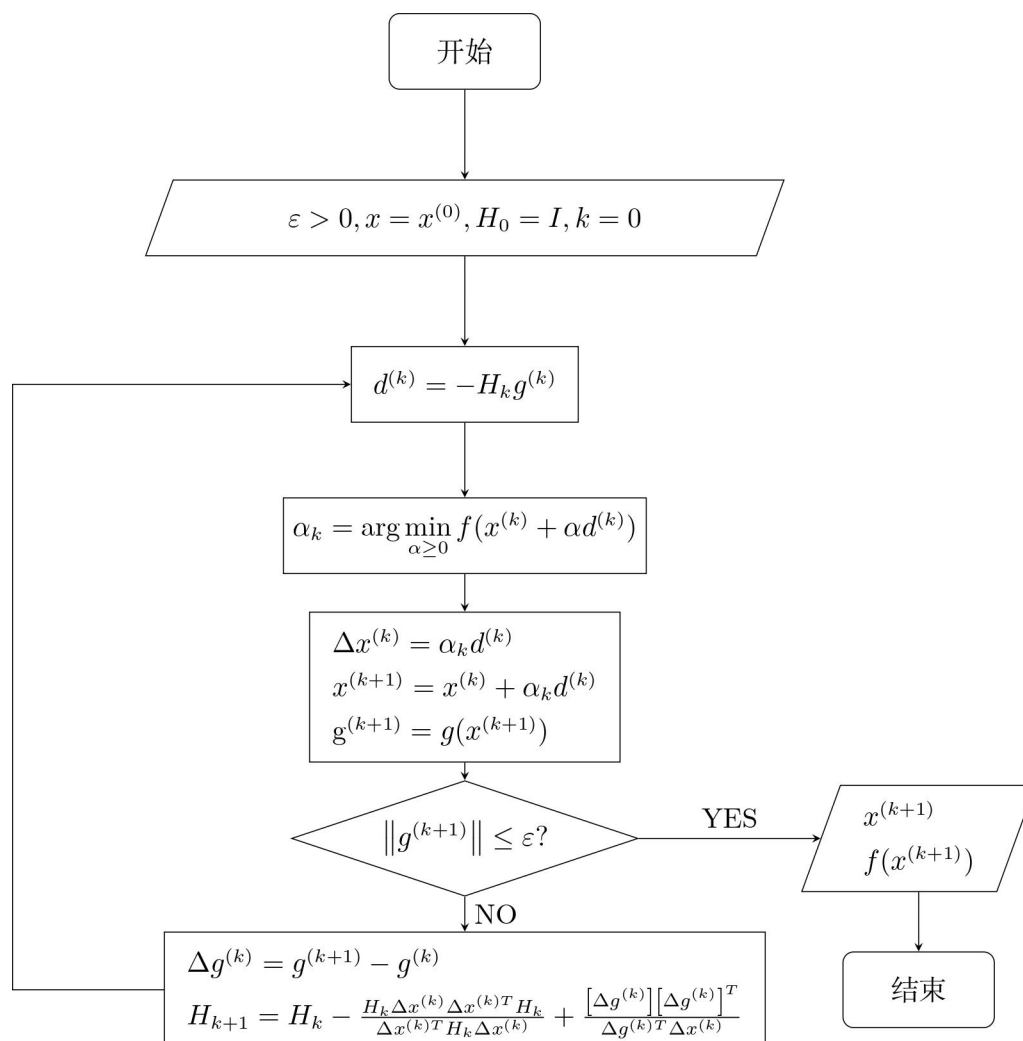 开始
ε > 0, x = x^{(0)}, H_0 = I, k = 0
d^{(k)} = −H_k g^{(k)}
α_k = arg min_{α≥0} f(x^{(k)} + αd^{(k)})
Δx^{(k)} = α_k d^{(k)}
x^{(k+1)} = x^{(k)} + α_k d^{(k)}
g^{(k+1)} = g(x^{(k+1)})
‖g^{(k+1)}‖ ≤ ε?
YES
x^{(k+1)}
f(x^{(k+1)})
NO
Δg^{(k)} = g^{(k+1)} − g^{(k)}
H_{k+1} = H_k − \frac{H_k Δx^{(k)} Δx^{(k)T} H_k}{Δx^{(k)T} H_k Δx^{(k)}} + \frac{[Δg^{(k)}][Δg^{(k)}]^T}{Δg^{(k)T} Δx^{(k)}}
结束